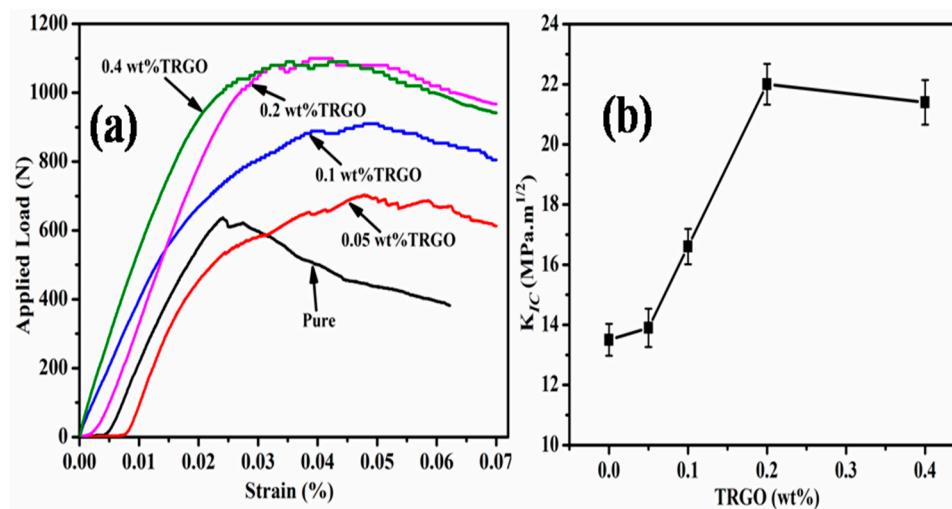 (a)
Applied Load (N)
1200
1000
800
600
400
200
0
0.4 wt%TRGO
0.2 wt%TRGO
0.1 wt%TRGO
0.05 wt%TRGO
Pure
0.00 0.01 0.02 0.03 0.04 0.05 0.06 0.07
Strain (%)
(b)
K_IC (MPa.m^1/2)
24
22
20
18
16
14
12
10
0.0 0.1 0.2 0.3 0.4
TRGO (wt%)